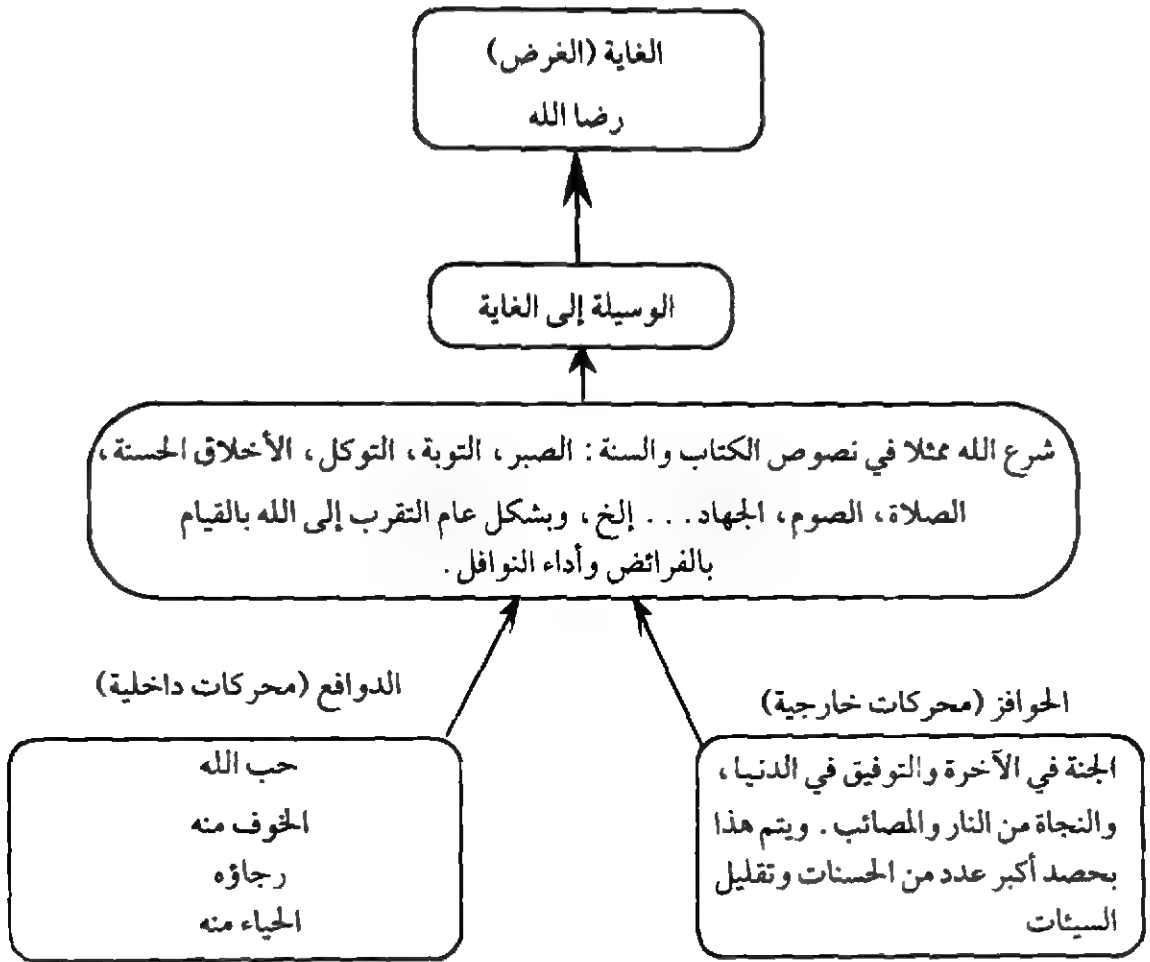 الغاية (الغرض)
رضا الله
الوسيلة إلى الغاية
شرع الله ممثلا في نصوص الكتاب والسنة: الصبر، التوبة، التوكل، الأخلاق الحسنة،
الصلاة، الصوم، الجهاد... إلخ، وبشكل عام التقرب إلى الله بالقيام
بالفرائض وأداء النوافل.
الحوافز (محركات خارجية)
الجنة في الآخرة والتوفيق في الدنيا،
والنجاة من النار والمصائب. ويتم هذا
بحصد أكبر عدد من الحسنات وتقليل
السيئات
الدوافع (محركات داخلية)
حب الله
الخوف منه
رجاؤه
الحياء منه